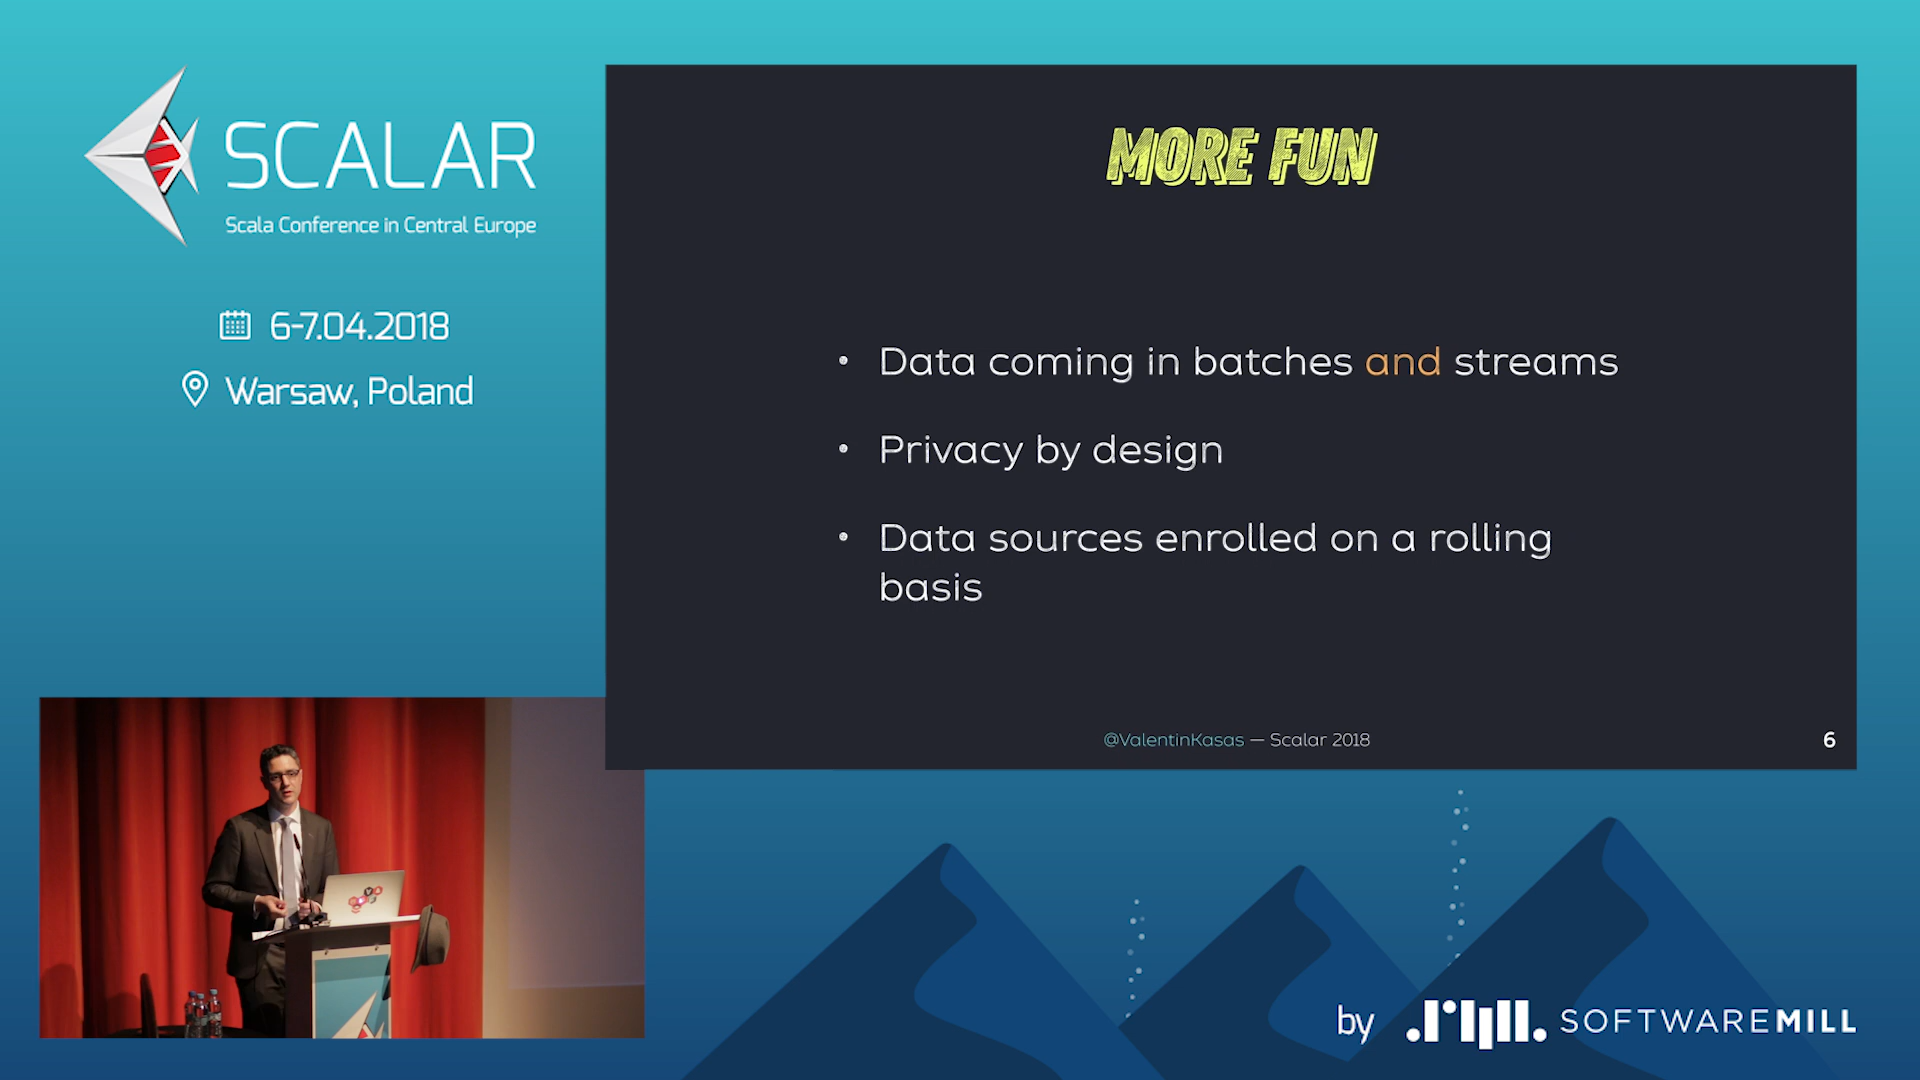 SCALAR
Scala Conference in Central Europe
6-7.04.2018
Warsaw, Poland
MORE FUN
• Data coming in batches and streams
• Privacy by design
• Data sources enrolled on a rolling
basis
@ValentinKasas — Scalar 2018
6
by SOFTWAREMILL